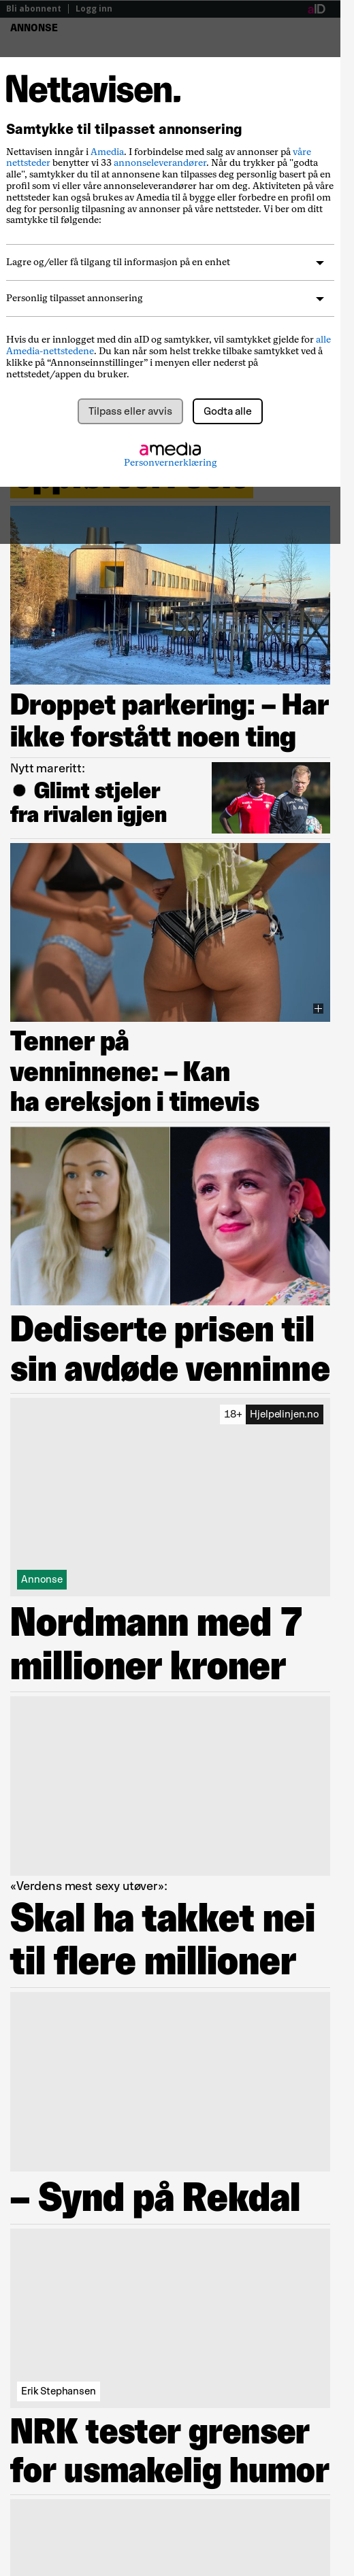 Bli abonnent | Logg inn
aID
ANNONSE
Nettavisen.
Samtykke til tilpasset annonsering
Nettavisen inngår i Amedia. I forbindelse med salg av annonser på våre
nettsteder benytter vi 33 annonseleverandører. Når du trykker på "godta
alle", samtykker du til at annonsene kan tilpasses deg personlig basert på en
profil som vi eller våre annonseleverandører har om deg. Aktiviteten på våre
nettsteder kan også brukes av Amedia til å bygge eller forbedre en profil om
deg for personlig tilpasning av annonser på våre nettsteder. Vi ber om ditt
samtykke til følgende:
Lagre og/eller få tilgang til informasjon på en enhet
Personlig tilpasset annonsering
Hvis du er innlogget med din aID og samtykker, vil samtykket gjelde for alle
Amedia-nettstedene. Du kan når som helst trekke tilbake samtykket ved å
klikke på “Annonseinnstillinger” i menyen eller nederst på
nettstedet/appen du bruker.
Tilpass eller avvis
Godta alle
amedia
Personvernerklæring
Droppet parkering: – Har
ikke forstått noen ting
Nytt mareritt:
● Glimt stjeler
fra rivalen igjen
Tenner på
venninnene: – Kan
ha ereksjon i timevis
Dediserte prisen til
sin avdøde venninne
18+ Hjelpelinjen.no
Annonse
Nordmann med 7
millioner kroner
«Verdens mest sexy utøver»:
Skal ha takket nei
til flere millioner
– Synd på Rekdal
Erik Stephansen
NRK tester grenser
for usmakelig humor